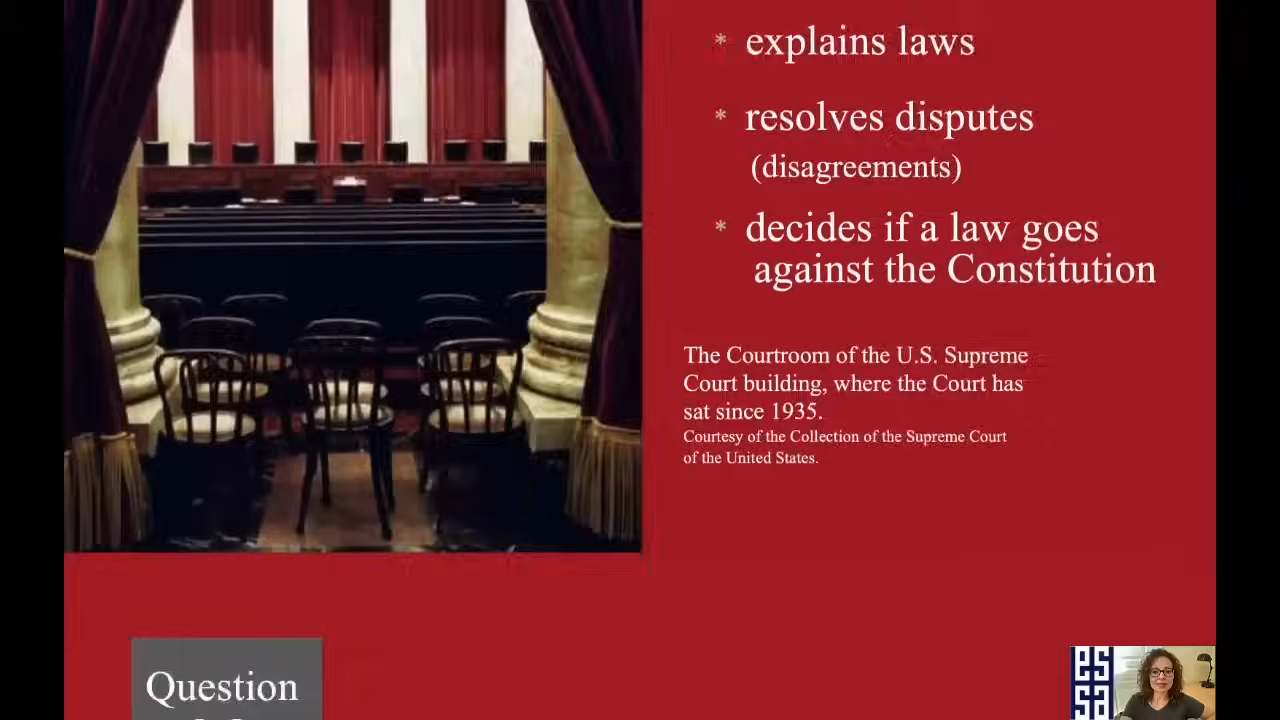 * explains laws
* resolves disputes
(disagreements)
* decides if a law goes
against the Constitution
The Courtroom of the U.S. Supreme
Court building, where the Court has
sat since 1935.
Courtesy of the Collection of the Supreme Court
of the United States.
Question